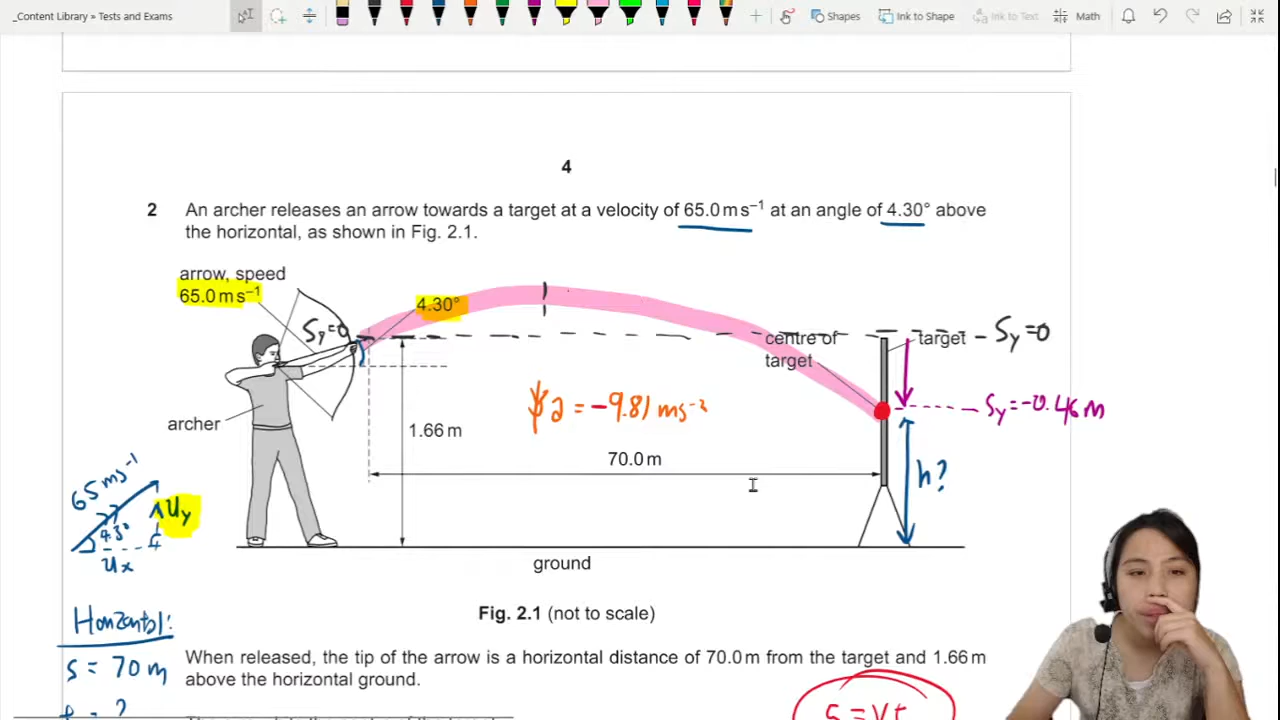 _Content Library » Tests and Exams
Shapes
Ink to Shape
Ink to Text
Math
4
2 An archer releases an arrow towards a target at a velocity of 65.0 m s⁻¹ at an angle of 4.30° above
the horizontal, as shown in Fig. 2.1.
arrow, speed
65.0 m s⁻¹
4.30°
Sy=0
centre of
target
target
Sy=0
a = -9.81 ms⁻²
Sy=-0.46 m
archer
1.66 m
70.0 m
h?
65 ms⁻¹
4.3°
uy
ux
ground
Horizontal:
Fig. 2.1 (not to scale)
s = 70 m
When released, the tip of the arrow is a horizontal distance of 70.0 m from the target and 1.66 m
above the horizontal ground.
t = ?